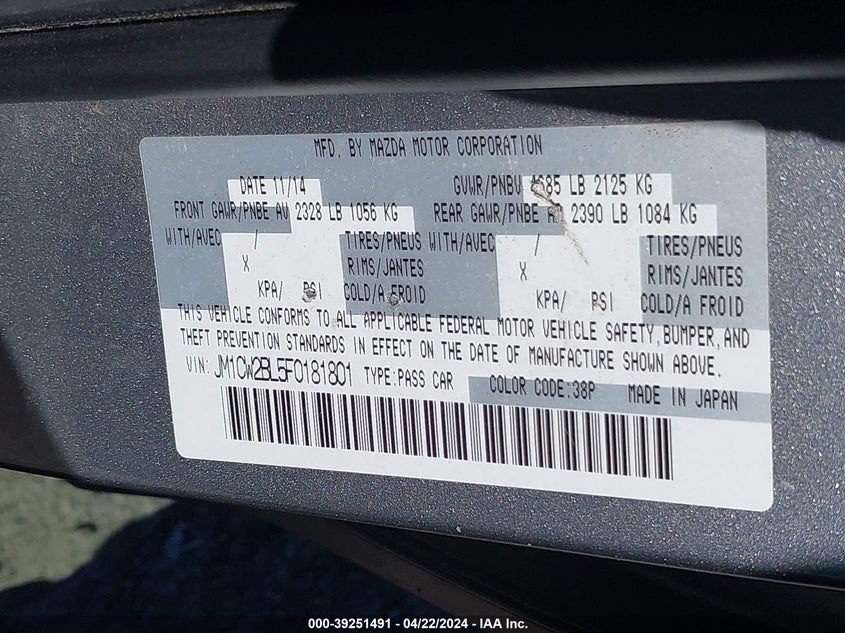 MFD. BY MAZDA MOTOR CORPORATION
DATE 11/14 GVWR/PNBV 4685 LB 2125 KG
FRONT GAWR/PNBE AV 2328 LB 1056 KG REAR GAWR/PNBE 2390 LB 1084 KG
WITH/AVEC / TIRES/PNEUS WITH/AVEC / TIRES/PNEUS
X RIMS/JANTES X RIMS/JANTES
KPA/ PSI COLD/A FROID KPA/ PSI COLD/A FROID
THIS VEHICLE CONFORMS TO ALL APPLICABLE FEDERAL MOTOR VEHICLE SAFETY, BUMPER, AND
THEFT PREVENTION STANDARDS IN EFFECT ON THE DATE OF MANUFACTURE SHOWN ABOVE.
VIN: JM1CW2BL5F0181801 TYPE:PASS CAR COLOR CODE:38P MADE IN JAPAN
000-39251491 - 04/22/2024 - IAA Inc.